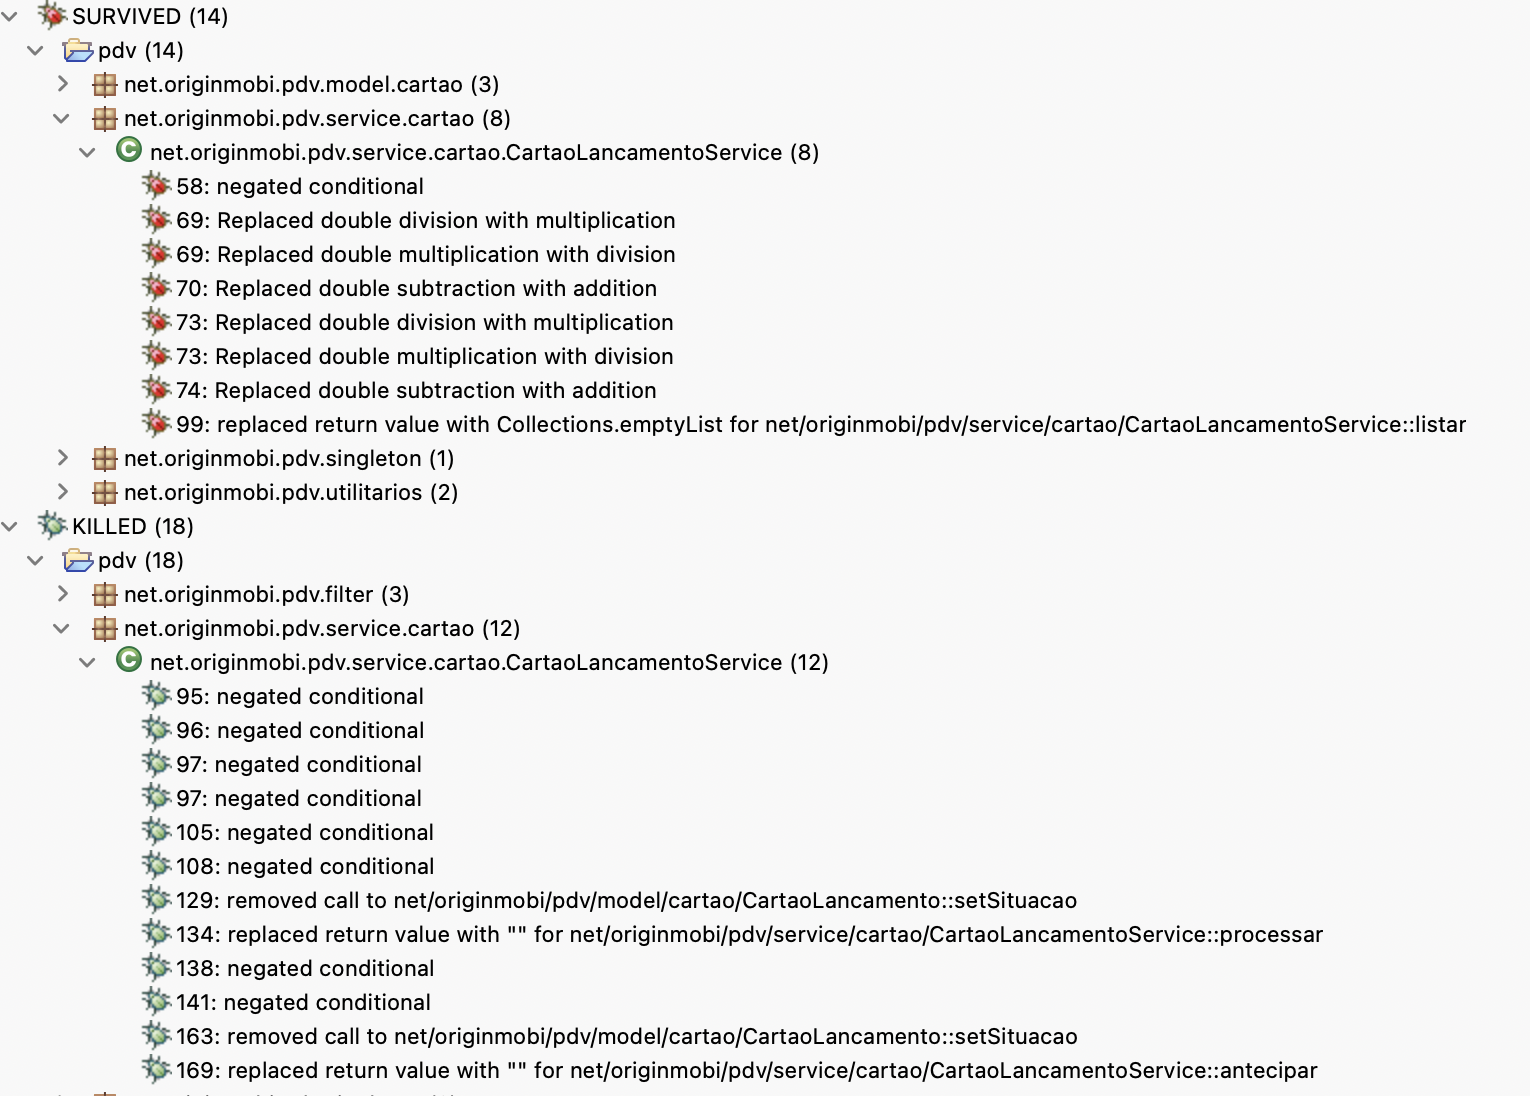 SURVIVED (14)
pdv (14)
net.originmobi.pdv.model.cartao (3)
net.originmobi.pdv.service.cartao (8)
net.originmobi.pdv.service.cartao.CartaoLancamentoService (8)
58: negated conditional
69: Replaced double division with multiplication
69: Replaced double multiplication with division
70: Replaced double subtraction with addition
73: Replaced double division with multiplication
73: Replaced double multiplication with division
74: Replaced double subtraction with addition
99: replaced return value with Collections.emptyList for net/originmobi/pdv/service/cartao/CartaoLancamentoService::listar
net.originmobi.pdv.singleton (1)
net.originmobi.pdv.utilitarios (2)
KILLED (18)
pdv (18)
net.originmobi.pdv.filter (3)
net.originmobi.pdv.service.cartao (12)
net.originmobi.pdv.service.cartao.CartaoLancamentoService (12)
95: negated conditional
96: negated conditional
97: negated conditional
97: negated conditional
105: negated conditional
108: negated conditional
129: removed call to net/originmobi/pdv/model/cartao/CartaoLancamento::setSituacao
134: replaced return value with "" for net/originmobi/pdv/service/cartao/CartaoLancamentoService::processar
138: negated conditional
141: negated conditional
163: removed call to net/originmobi/pdv/model/cartao/CartaoLancamento::setSituacao
169: replaced return value with "" for net/originmobi/pdv/service/cartao/CartaoLancamentoService::antecipar